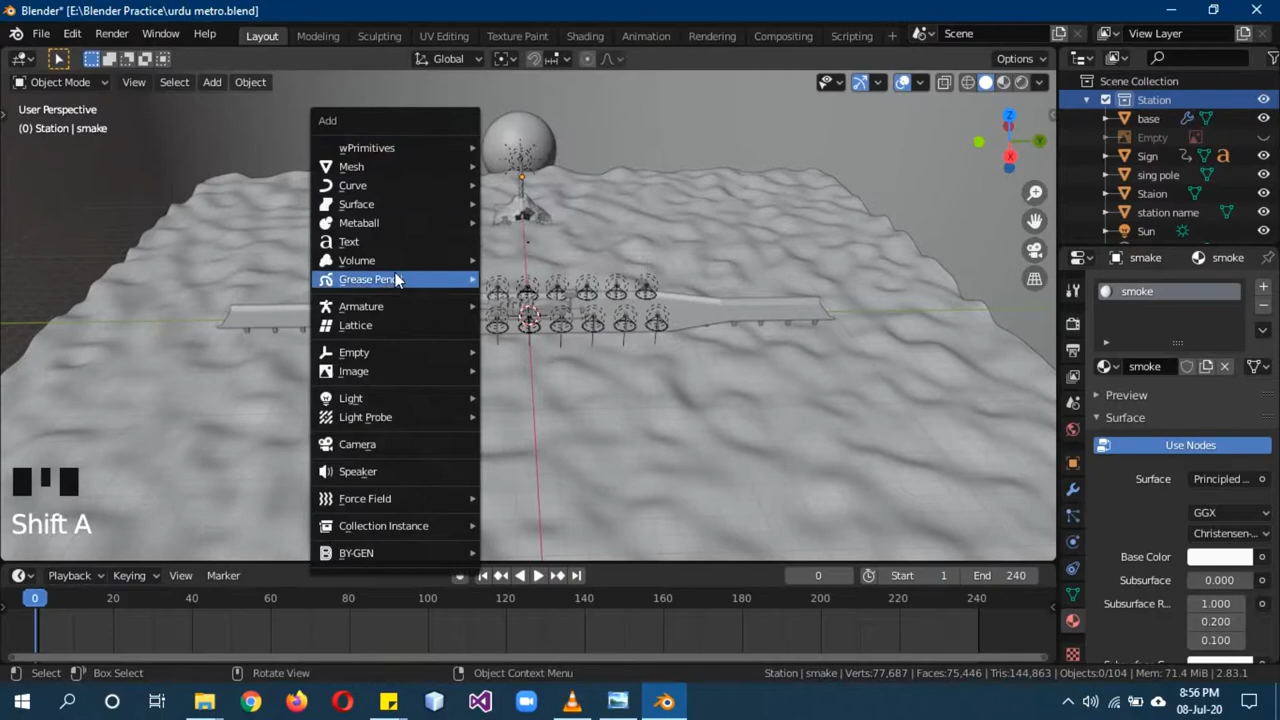 Blender* [E:\Blender Practice\urdu metro.blend]
File Edit Render Window Help Layout Modeling Sculpting UV Editing Texture Paint Shading Animation Rendering Compositing Scripting Scene View Layer
Global Options
Object Mode View Select Add Object
Scene Collection
Station
base
Empty
Sign
sing pole
Staion
station name
Sun
User Perspective
(0) Station | smake
Add
wPrimitives
Mesh
Curve
Surface
Metaball
Text
Volume
Grease Penc
Armature
Lattice
Empty
Image
Light
Light Probe
Camera
Speaker
Force Field
Collection Instance
BY-GEN
Shift A
smake smoke
smoke
smoke
Preview
Surface
Use Nodes
Surface Principled ...
GGX
Christensen-...
Base Color
Subsurface 0.000
Subsurface R... 1.000
0.200
0.100
Playback Keying View Marker 0 Start 1 End 240
0 20 40 60 80 100 120 140 160 180 200 220 240
Select Box Select Rotate View Object Context Menu Station | smake | Verts:77,687 | Faces:75,446 | Tris:144,863 | Objects:0/104 | Mem: 71.4 MiB | 2.83.1
8:56 PM
08-Jul-20